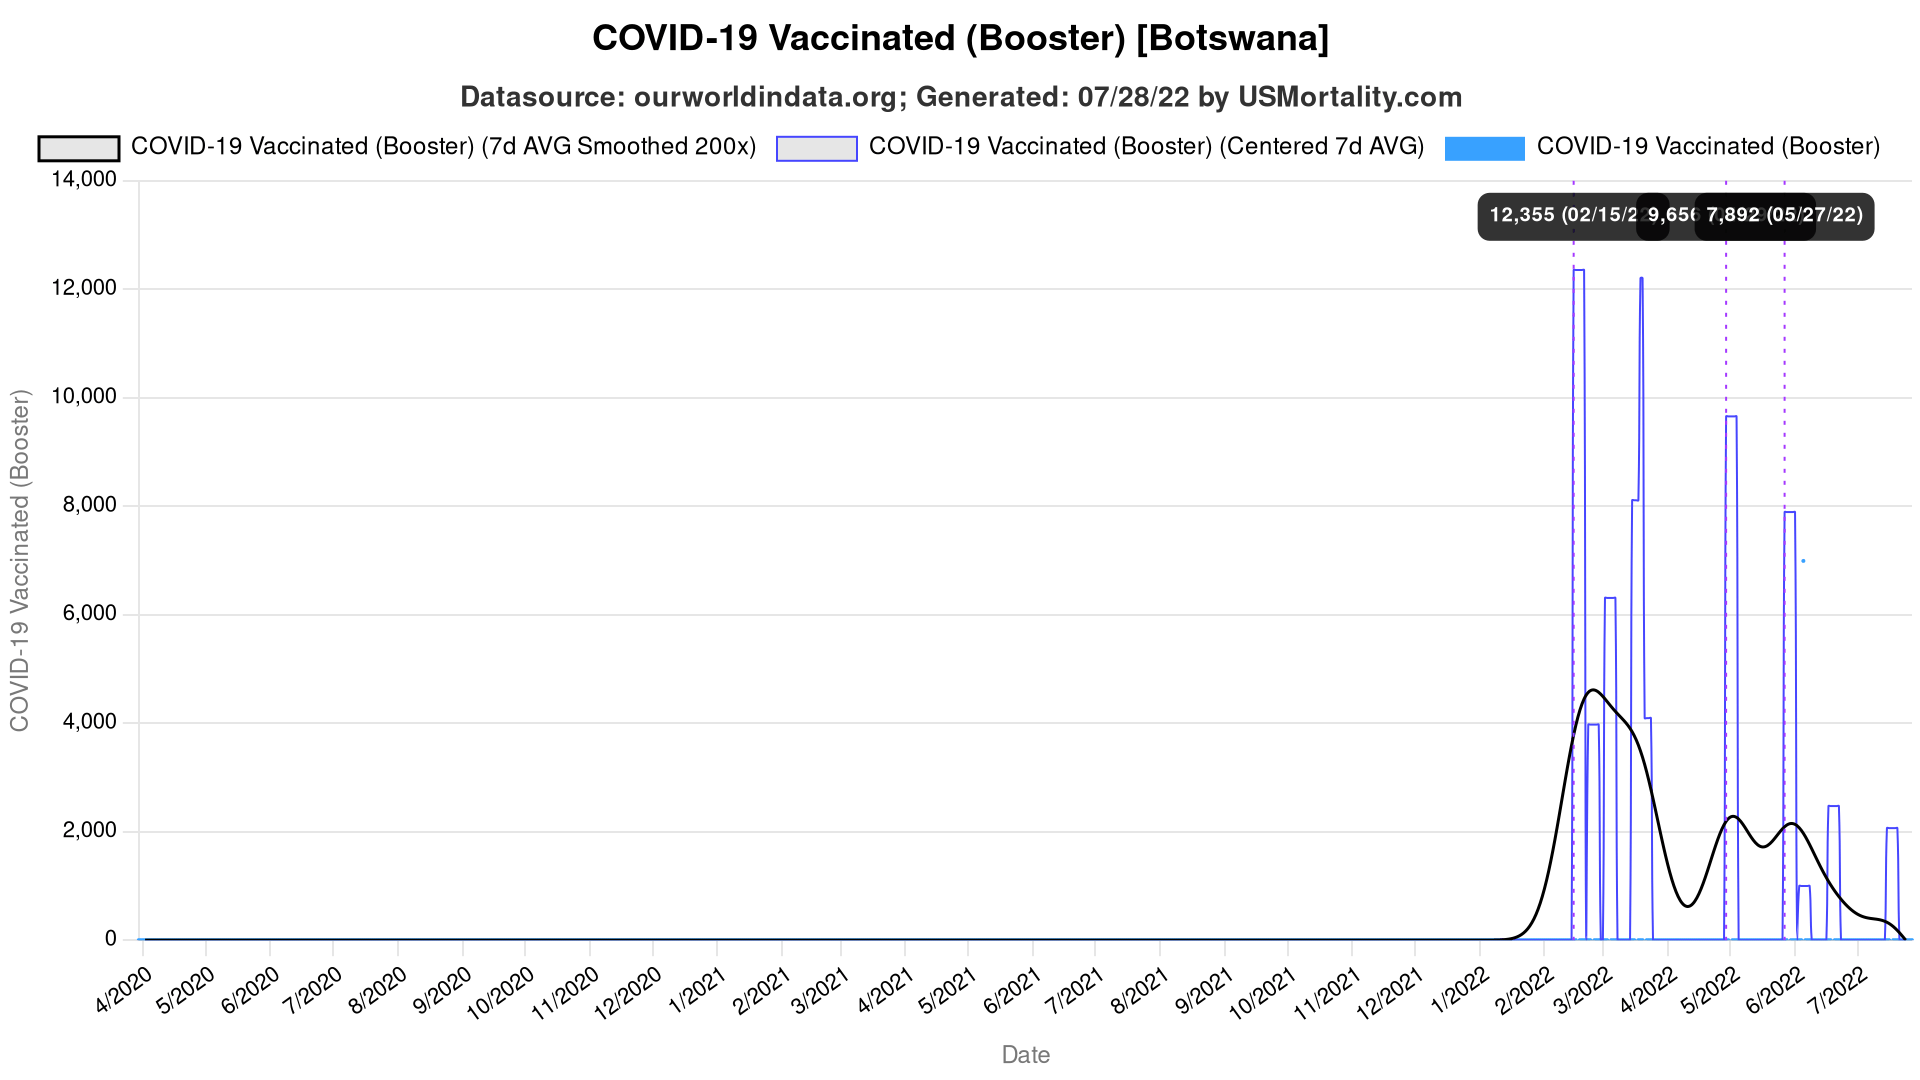 COVID-19 Vaccinated (Booster) [Botswana]
Datasource: ourworldindata.org; Generated: 07/28/22 by USMortality.com
COVID-19 Vaccinated (Booster) (7d AVG Smoothed 200x) COVID-19 Vaccinated (Booster) (Centered 7d AVG) COVID-19 Vaccinated (Booster)
12,355 (02/15/2 9,656 7,892 (05/27/22)
COVID-19 Vaccinated (Booster)
14,000
12,000
10,000
8,000
6,000
4,000
2,000
0
4/2020 5/2020 6/2020 7/2020 8/2020 9/2020 10/2020 11/2020 12/2020 1/2021 2/2021 3/2021 4/2021 5/2021 6/2021 7/2021 8/2021 9/2021 10/2021 11/2021 12/2021 1/2022 2/2022 3/2022 4/2022 5/2022 6/2022 7/2022
Date